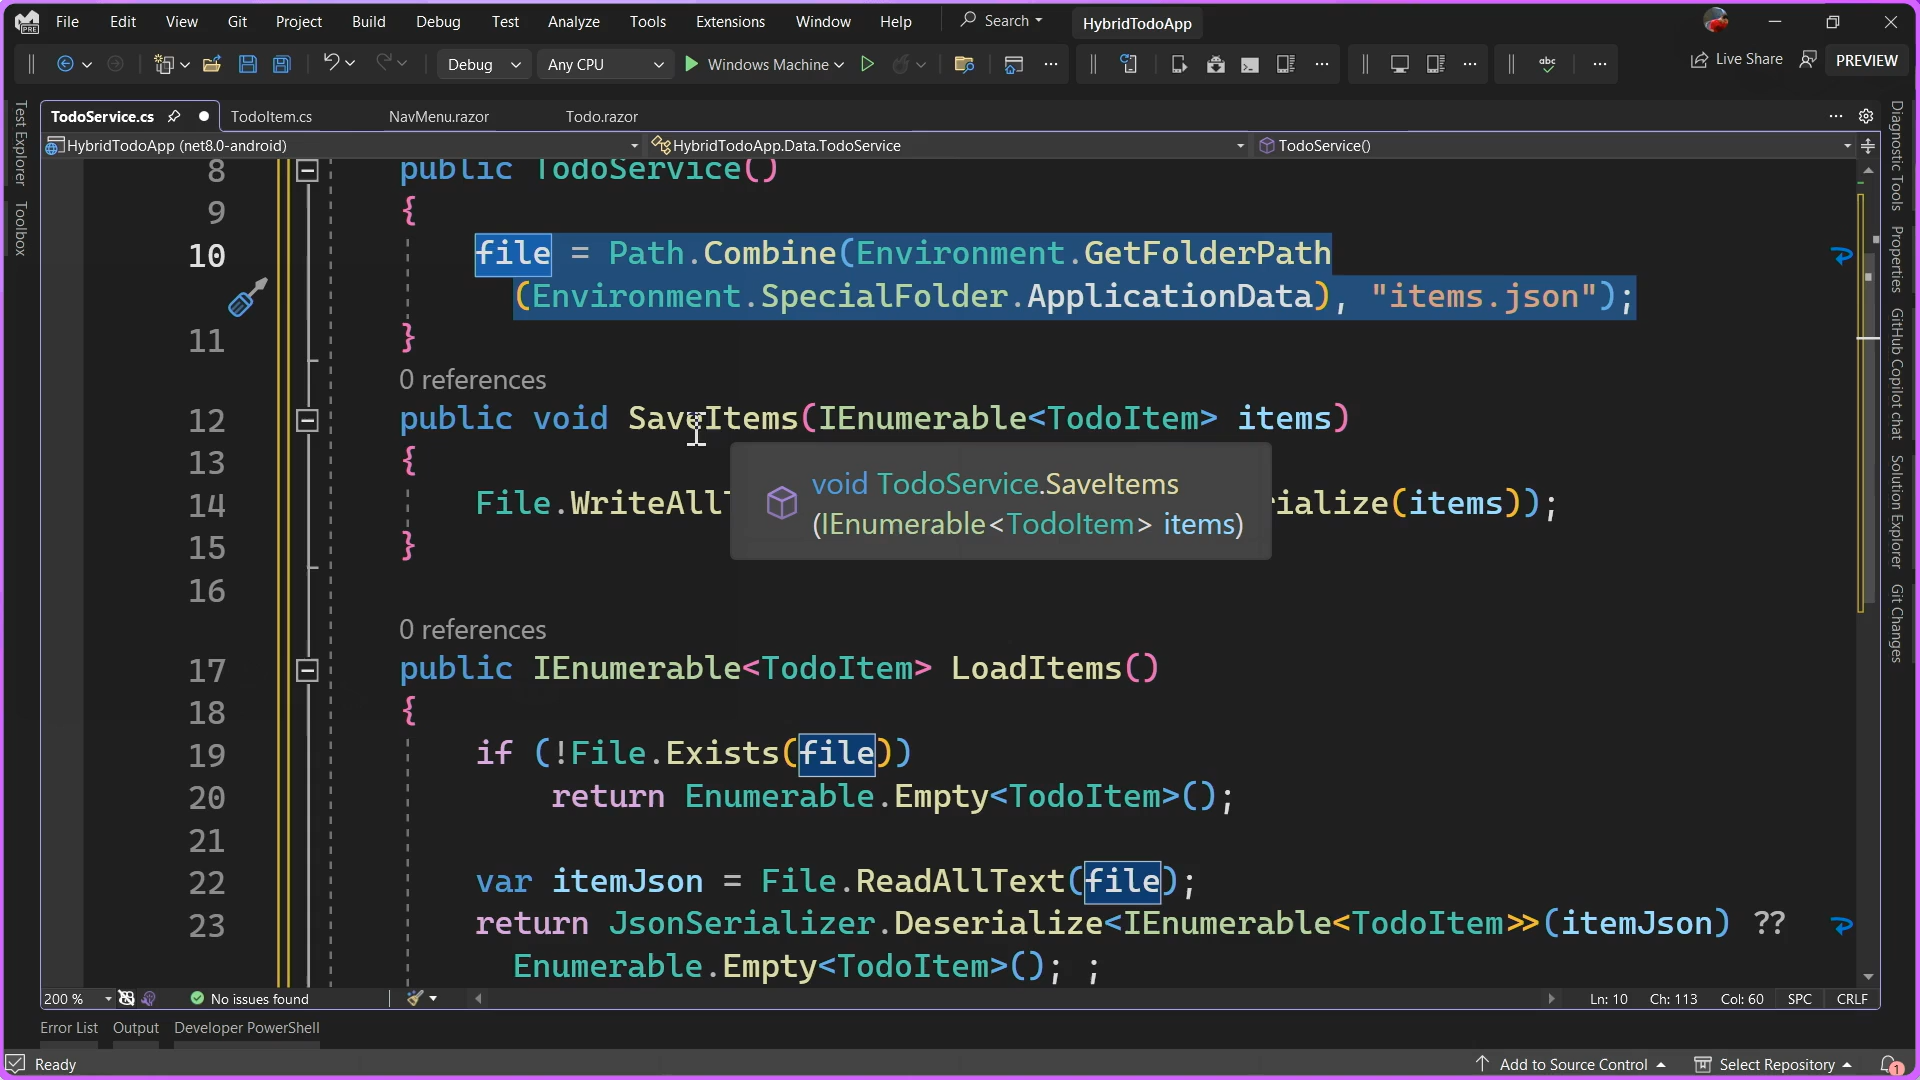 File Edit View Git Project Build Debug Test Analyze Tools Extensions Window Help Search HybridTodoApp
PRE
Debug Any CPU Windows Machine abc Live Share PREVIEW
TodoService.cs TodoItem.cs NavMenu.razor Todo.razor
HybridTodoApp (net8.0-android) HybridTodoApp.Data.TodoService TodoService()
Test Explorer
Toolbox
8 public TodoService()
9 {
10 file = Path.Combine(Environment.GetFolderPath
(Environment.SpecialFolder.ApplicationData), "items.json");
11 }
0 references
12 public void SaveItems(IEnumerable<TodoItem> items)
13 {
void TodoService.SaveItems
(IEnumerable<TodoItem> items)
14 File.WriteAll rialize(items));
15 }
16
0 references
17 public IEnumerable<TodoItem> LoadItems()
18 {
19 if (!File.Exists(file))
20 return Enumerable.Empty<TodoItem>();
21
22 var itemJson = File.ReadAllText(file);
23 return JsonSerializer.Deserialize<IEnumerable<TodoItem>>(itemJson) ??
Enumerable.Empty<TodoItem>(); ;
Diagnostic Tools
Properties
GitHub Copilot chat
Solution Explorer
Git Changes
200 % No issues found Ln: 10 Ch: 113 Col: 60 SPC CRLF
Error List Output Developer PowerShell
Ready Add to Source Control Select Repository 1